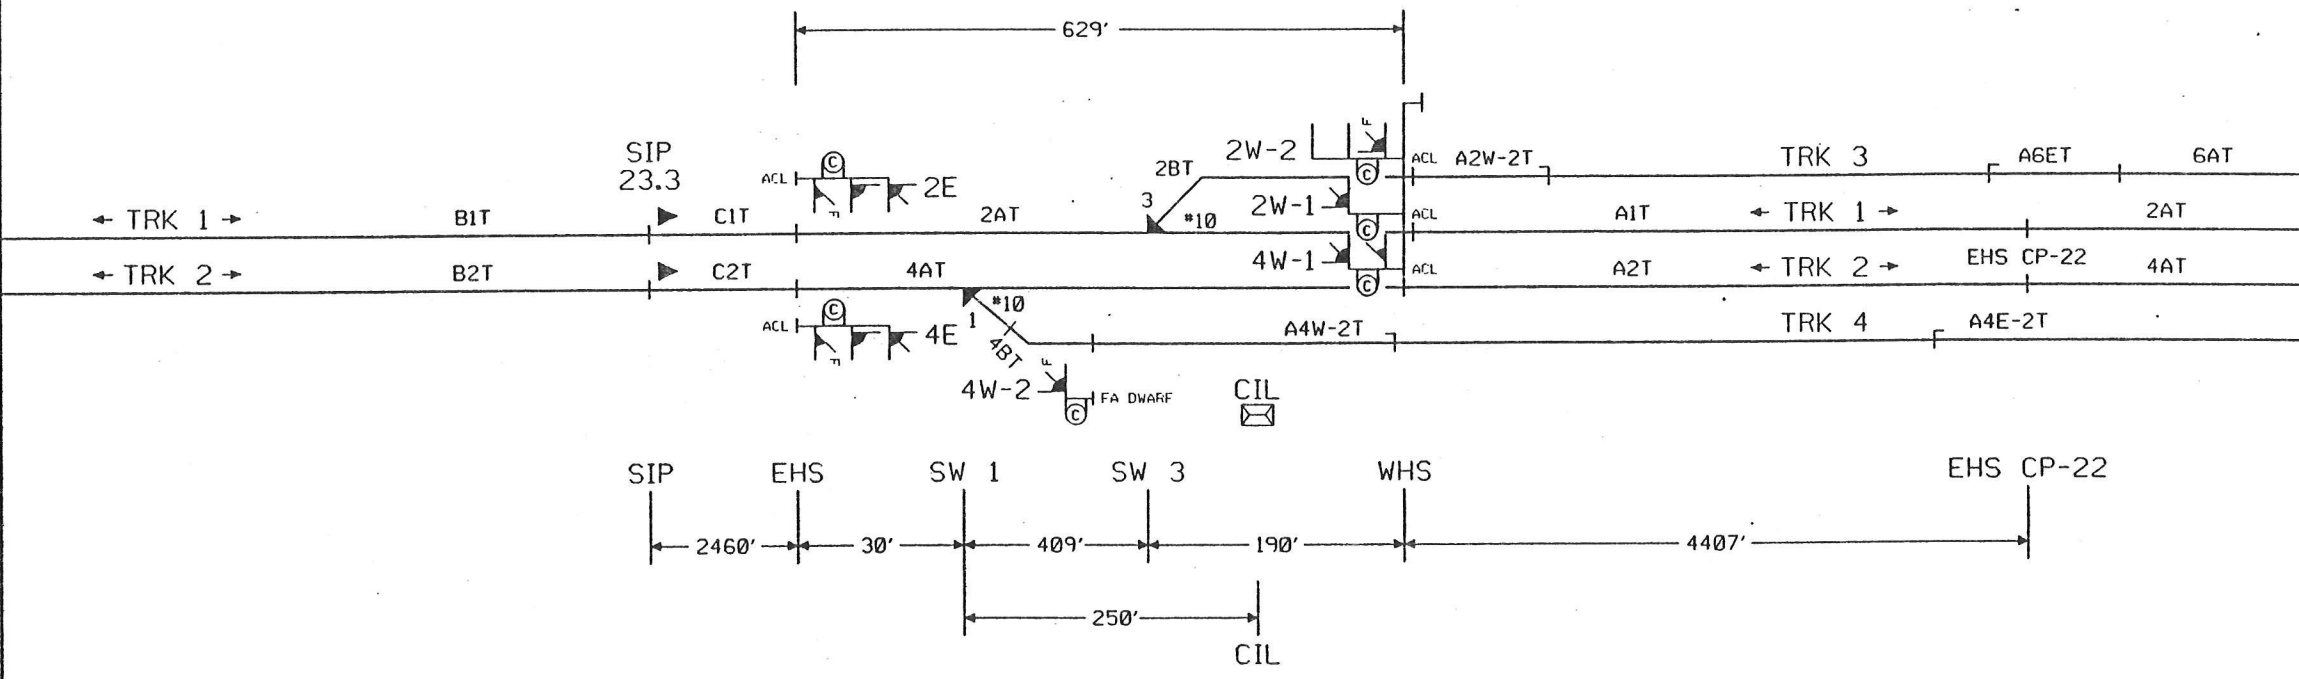 629'
SIP
23.3
ACL
C
F
2E
2BT
3
#10
2W-2
F
C
ACL
A2W-2T
TRK 3
A6ET
6AT
← TRK 1 →
B1T
C1T
2AT
2W-1
C
ACL
A1T
← TRK 1 →
2AT
← TRK 2 →
B2T
C2T
4AT
4W-1
C
ACL
A2T
← TRK 2 →
EHS CP-22
4AT
ACL
C
F
4E
#10
1
4BT
A4W-2T
TRK 4
A4E-2T
4W-2
F
C
FA DWARF
CIL
SIP
EHS
SW 1
SW 3
WHS
EHS CP-22
2460'
30'
409'
190'
4407'
250'
CIL